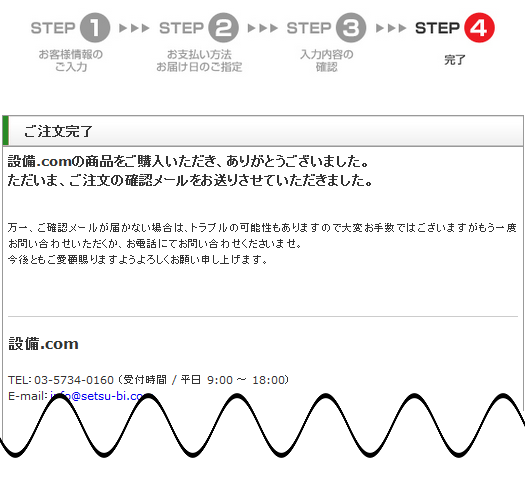 STEP 1 STEP 2 STEP 3 STEP 4
お客様情報の お支払い方法 入力内容の 完了
ご入力 お届け日のご指定 確認
ご注文完了
設備.comの商品をご購入いただき、ありがとうございました。
ただいま、ご注文の確認メールをお送りさせていただきました。
万一、ご確認メールが届かない場合は、トラブルの可能性もありますので大変お手数ではございますがもう一度
お問い合わせいただくか、お電話にてお問い合わせくださいませ。
今後ともご愛顧賜りますようよろしくお願い申し上げます。
設備.com
TEL：03-5734-0160 （受付時間 / 平日 9:00 ～ 18:00）
E-mail：info@setsu-bi.co